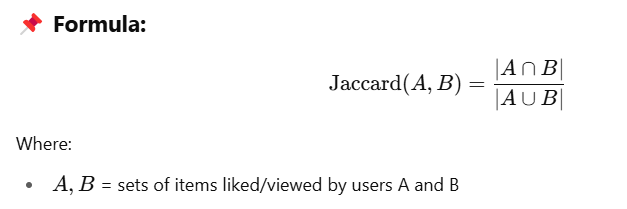 📌 Formula:
Jaccard(A, B) = |A ∩ B| / |A ∪ B|
Where:
• A, B = sets of items liked/viewed by users A and B